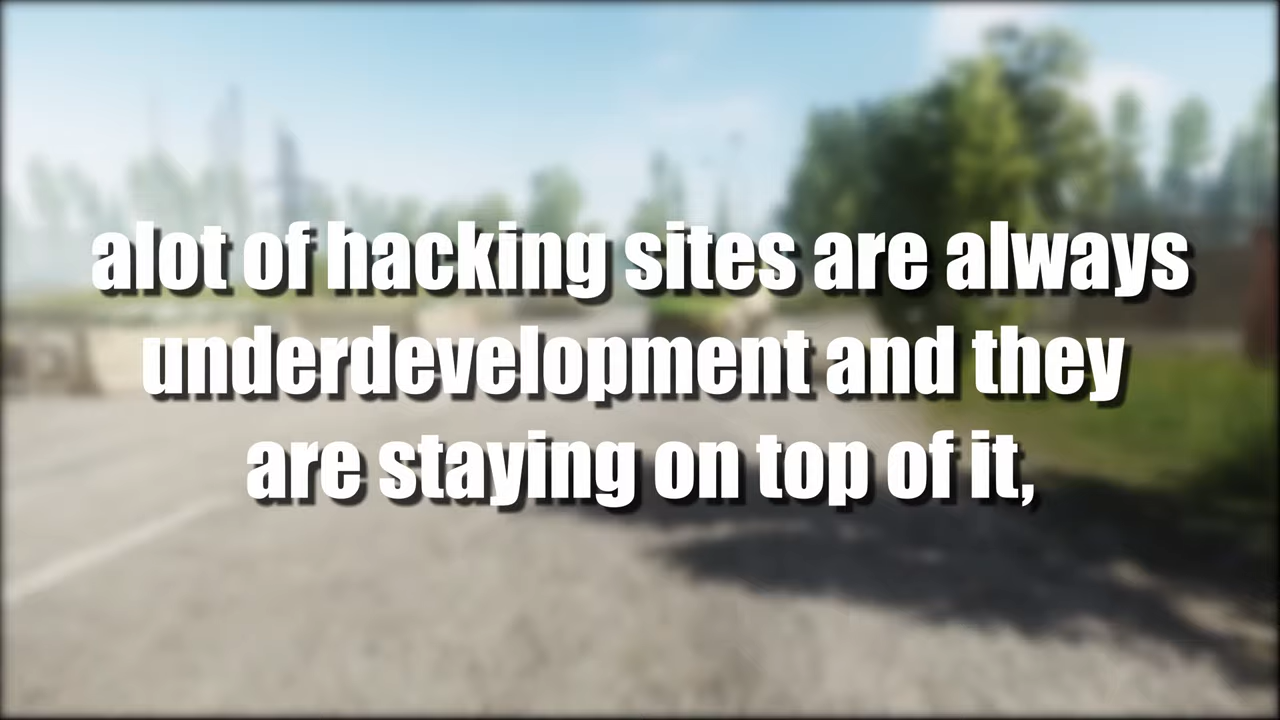 alot of hacking sites are always
underdevelopment and they
are staying on top of it,